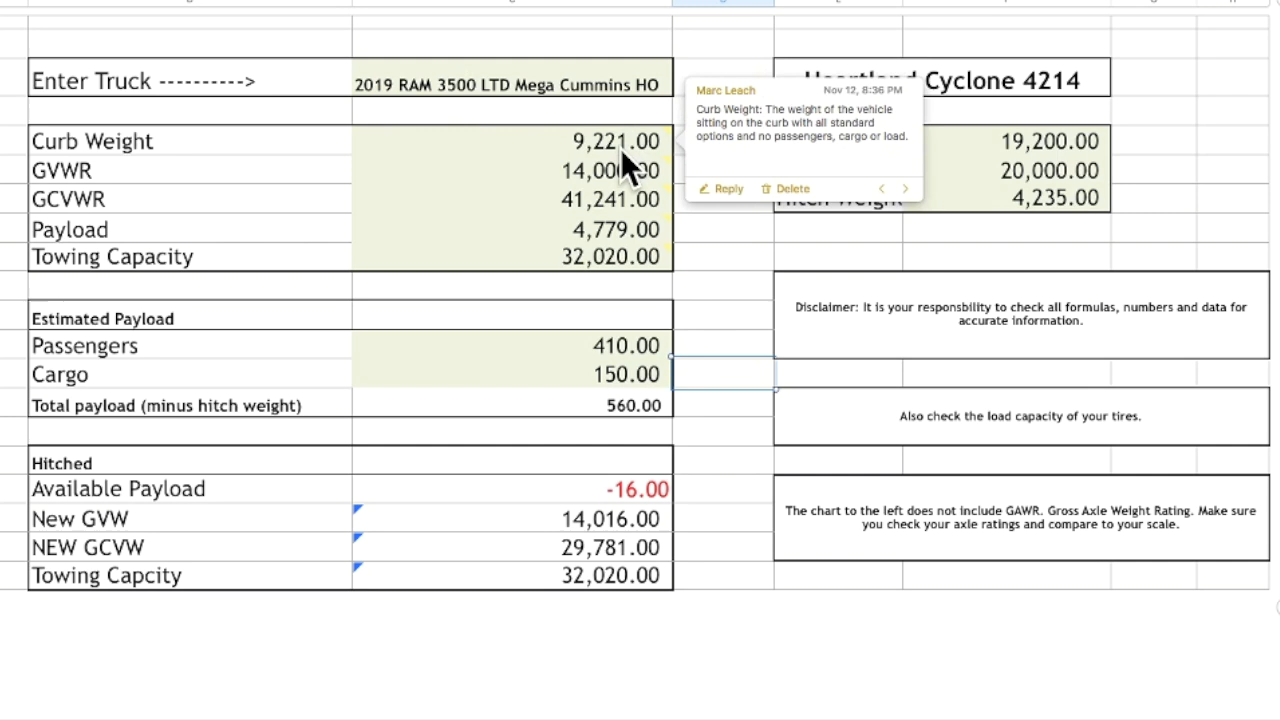 Enter Truck ---------->
2019 RAM 3500 LTD Mega Cummins HO
Cyclone 4214
Marc Leach
Nov 12, 8:36 PM
Curb Weight: The weight of the vehicle
sitting on the curb with all standard
options and no passengers, cargo or load.
Reply
Delete
Curb Weight 9,221.00
GVWR
GCVWR 41,241.00
Payload 4,779.00
Towing Capacity 32,020.00
19,200.00
20,000.00
4,235.00
Disclaimer: It is your responsbility to check all formulas, numbers and data for
accurate information.
Estimated Payload
Passengers 410.00
Cargo 150.00
Total payload (minus hitch weight) 560.00
Also check the load capacity of your tires.
Hitched
Available Payload -16.00
New GVW 14,016.00
NEW GCVW 29,781.00
Towing Capcity 32,020.00
The chart to the left does not include GAWR. Gross Axle Weight Rating. Make sure
you check your axle ratings and compare to your scale.